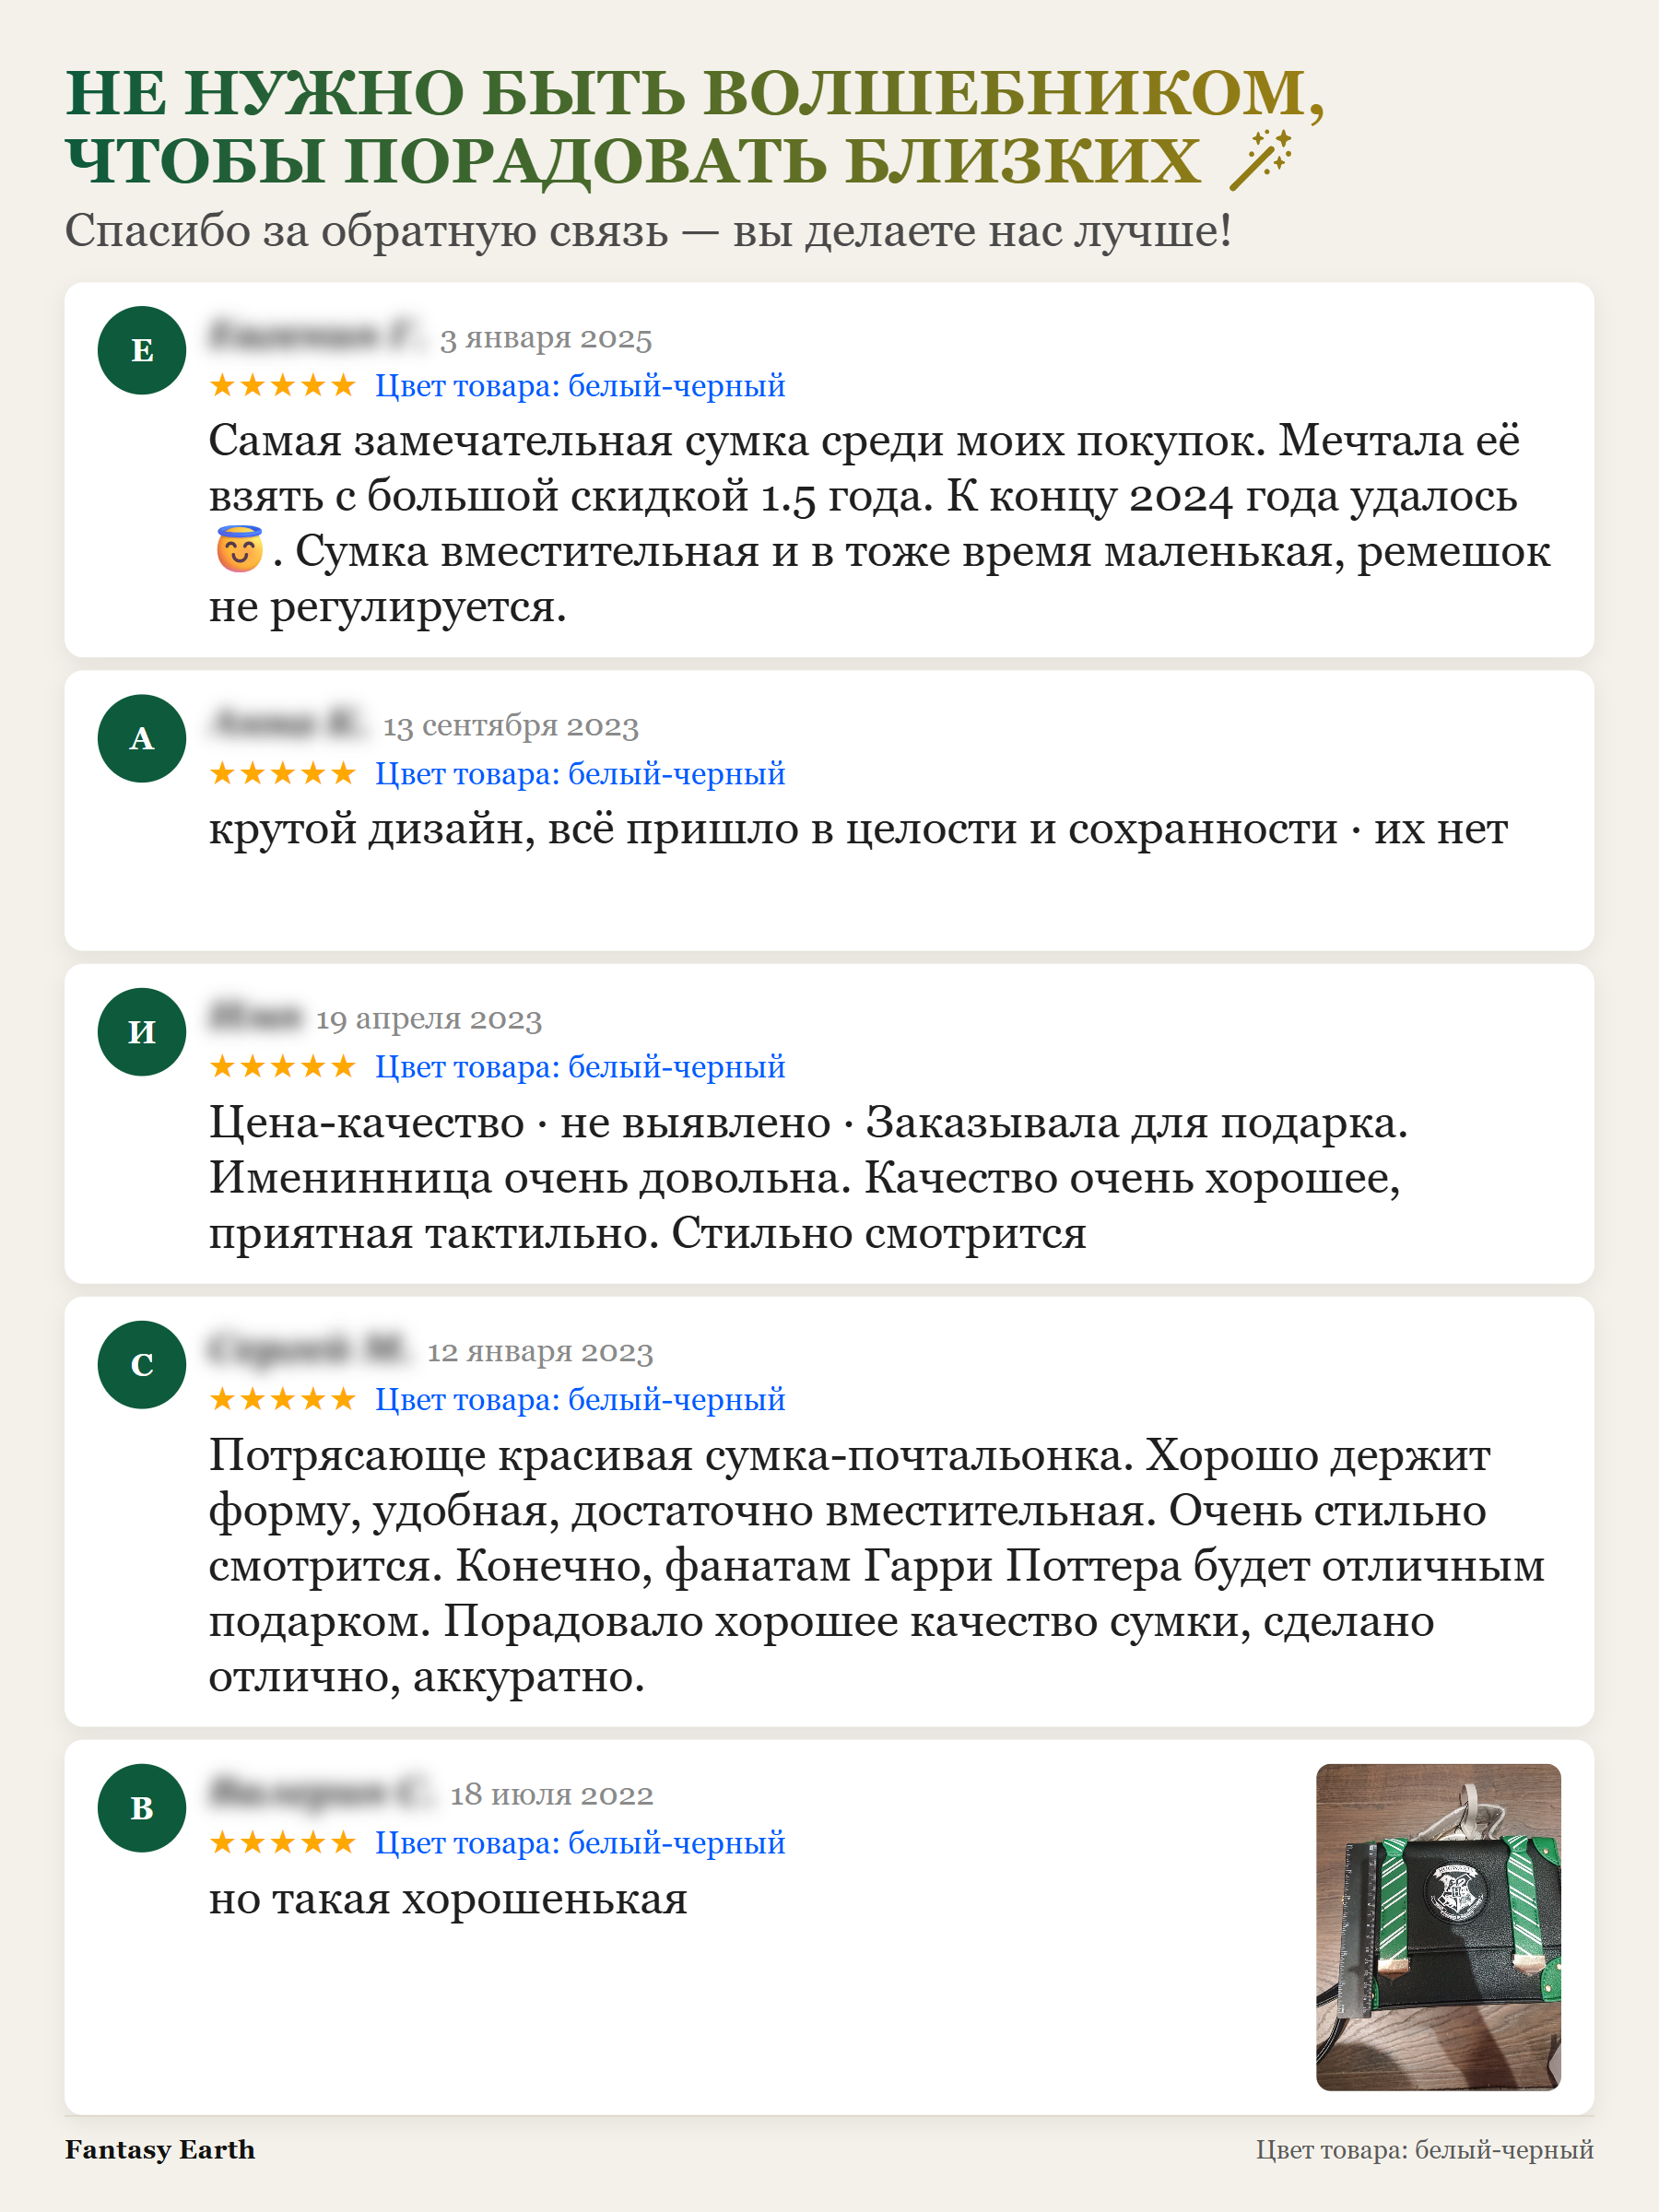 НЕ НУЖНО БЫТЬ ВОЛШЕБНИКОМ,
ЧТОБЫ ПОРАДОВАТЬ БЛИЗКИХ
Спасибо за обратную связь — вы делаете нас лучше!
Е
3 января 2025
★★★★★ Цвет товара: белый-черный
Самая замечательная сумка среди моих покупок. Мечтала её
взять с большой скидкой 1.5 года. К концу 2024 года удалось
😇. Сумка вместительная и в тоже время маленькая, ремешок
не регулируется.
А
13 сентября 2023
★★★★★ Цвет товара: белый-черный
крутой дизайн, всё пришло в целости и сохранности · их нет
И
19 апреля 2023
★★★★★ Цвет товара: белый-черный
Цена-качество · не выявлено · Заказывала для подарка.
Именинница очень довольна. Качество очень хорошее,
приятная тактильно. Стильно смотрится
С
12 января 2023
★★★★★ Цвет товара: белый-черный
Потрясающе красивая сумка-почтальонка. Хорошо держит
форму, удобная, достаточно вместительная. Очень стильно
смотрится. Конечно, фанатам Гарри Поттера будет отличным
подарком. Порадовало хорошее качество сумки, сделано
отлично, аккуратно.
В
18 июля 2022
★★★★★ Цвет товара: белый-черный
но такая хорошенькая
Fantasy Earth
Цвет товара: белый-черный